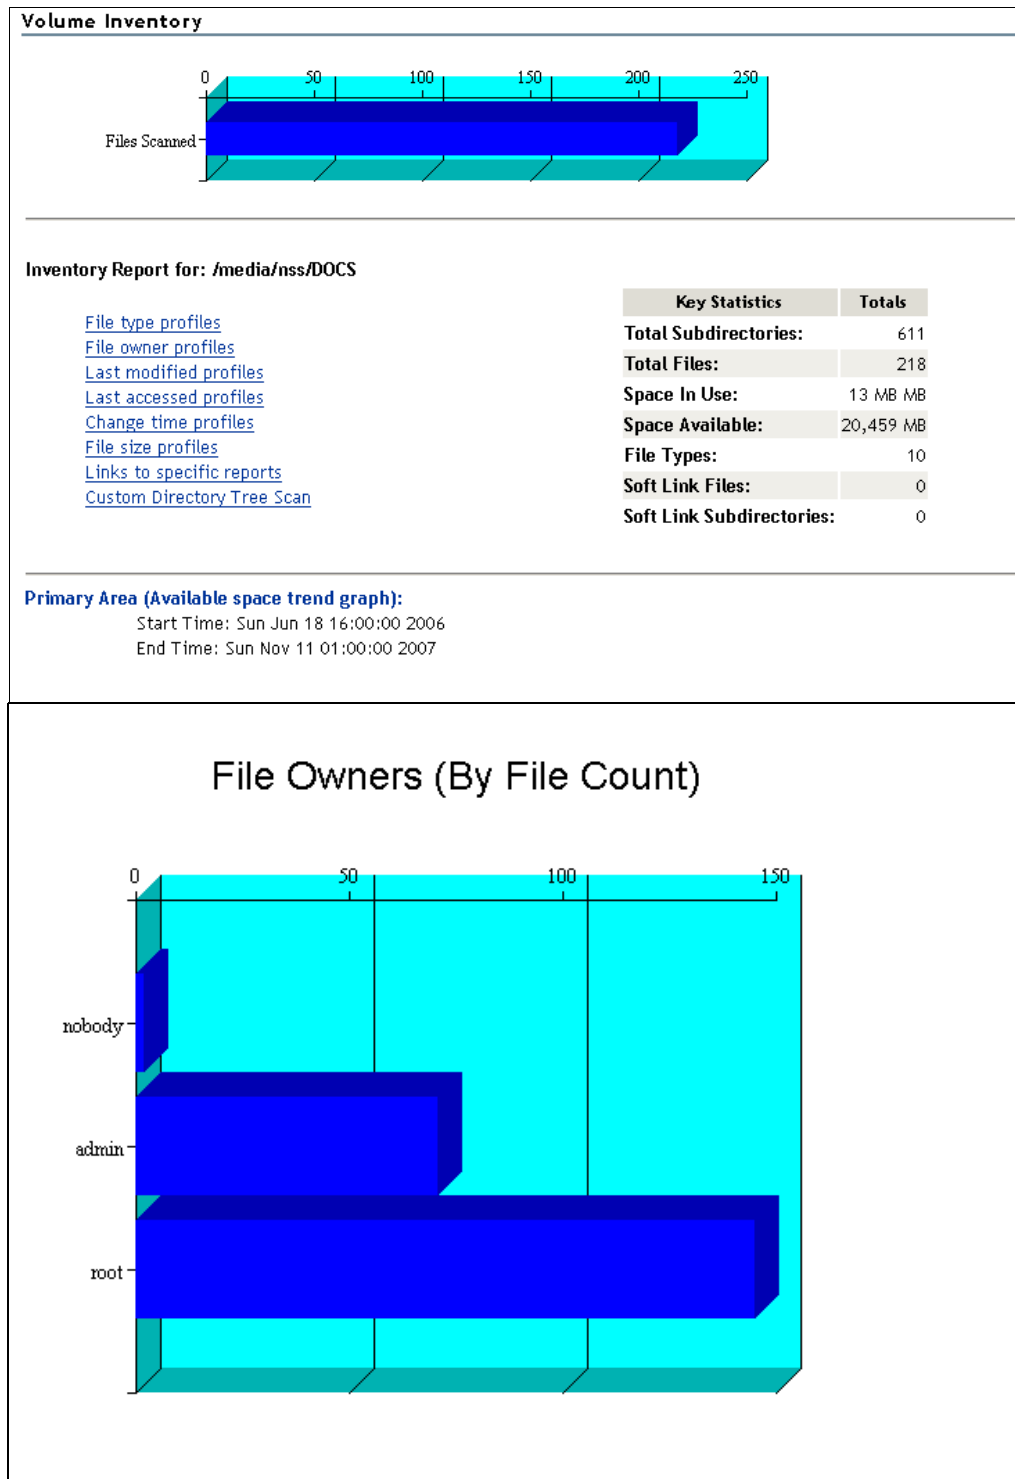 Volume Inventory
0 50 100 150 200 250
Files Scanned
Inventory Report for: /media/nss/DOCS
File type profiles
File owner profiles
Last modified profiles
Last accessed profiles
Change time profiles
File size profiles
Links to specific reports
Custom Directory Tree Scan
Key Statistics Totals
Total Subdirectories: 611
Total Files: 218
Space In Use: 13 MB MB
Space Available: 20,459 MB
File Types: 10
Soft Link Files: 0
Soft Link Subdirectories: 0
Primary Area (Available space trend graph):
Start Time: Sun Jun 18 16:00:00 2006
End Time: Sun Nov 11 01:00:00 2007
File Owners (By File Count)
0 50 100 150
nobody
admin
root